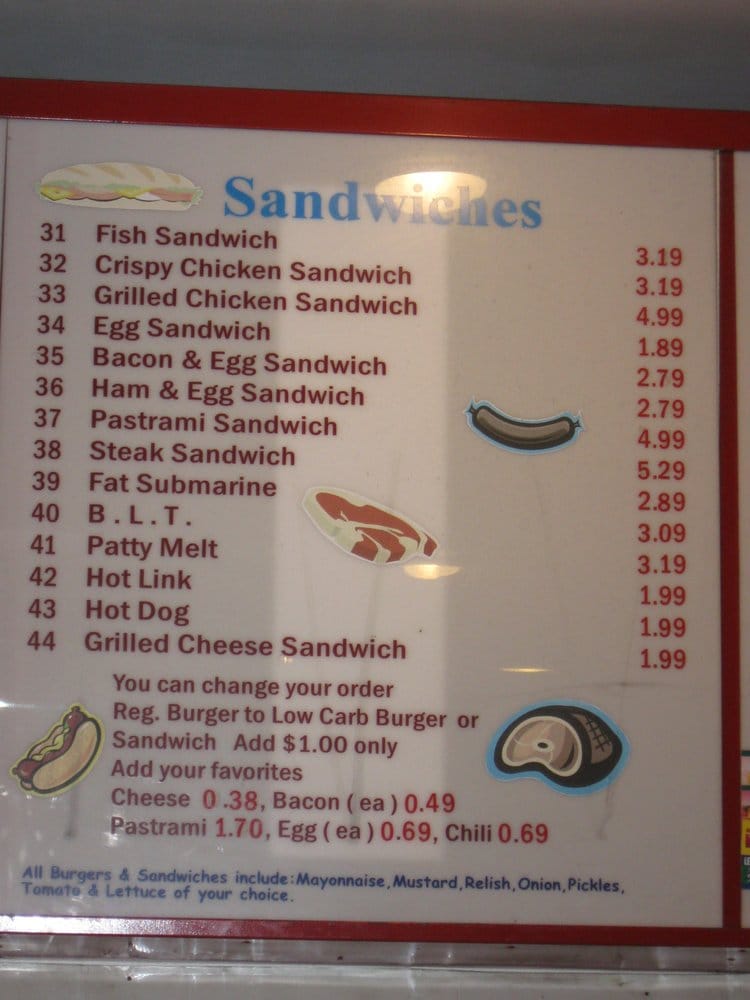 Sandwiches
31 Fish Sandwich 3.19
32 Crispy Chicken Sandwich 3.19
33 Grilled Chicken Sandwich 4.99
34 Egg Sandwich 1.89
35 Bacon & Egg Sandwich 2.79
36 Ham & Egg Sandwich 2.79
37 Pastrami Sandwich 4.99
38 Steak Sandwich 5.29
39 Fat Submarine 2.89
40 B . L . T . 3.09
41 Patty Melt 3.19
42 Hot Link 1.99
43 Hot Dog 1.99
44 Grilled Cheese Sandwich 1.99
You can change your order
Reg. Burger to Low Carb Burger or
Sandwich Add $1.00 only
Add your favorites
Cheese 0.38, Bacon ( ea ) 0.49
Pastrami 1.70, Egg ( ea ) 0.69, Chili 0.69
All Burgers & Sandwiches include: Mayonnaise, Mustard, Relish, Onion, Pickles,
Tomato & Lettuce of your choice.